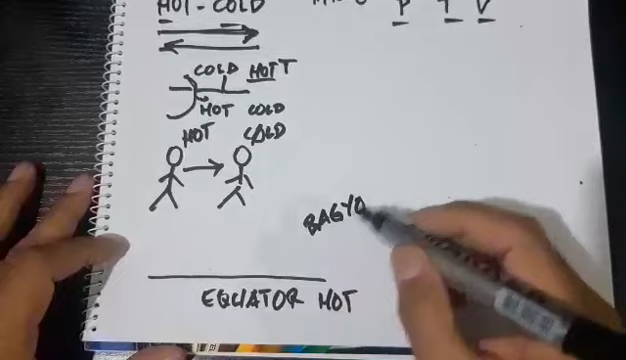 HOT - COLD
P T V
COLD HOT T
HOT COLD
HOT COLD
BAGYO
EQUATOR HOT